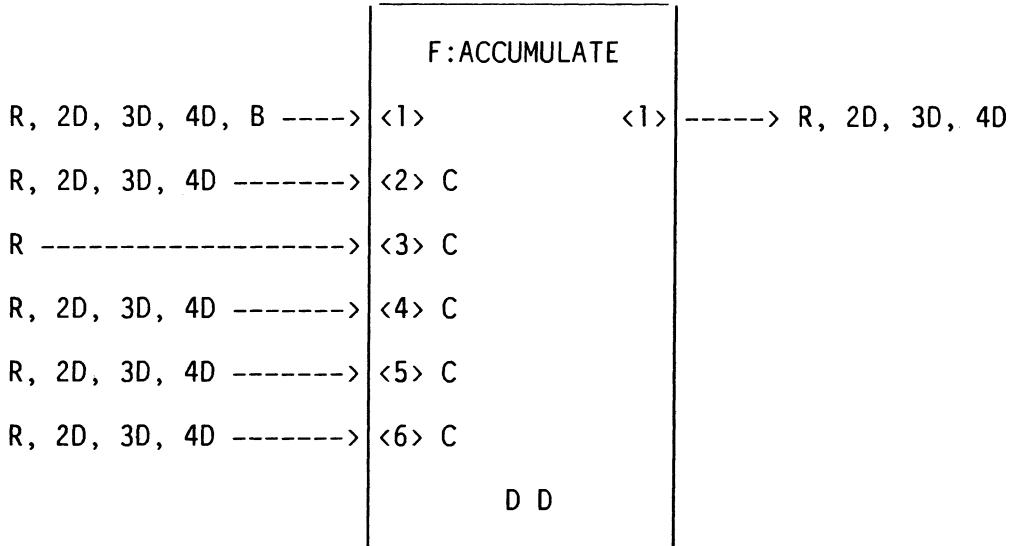 F:ACCUMULATE
R, 2D, 3D, 4D, B ----> <1> <1> -----> R, 2D, 3D, 4D
R, 2D, 3D, 4D -------> <2> C
R -------------------> <3> C
R, 2D, 3D, 4D -------> <4> C
R, 2D, 3D, 4D -------> <5> C
R, 2D, 3D, 4D -------> <6> C
D D